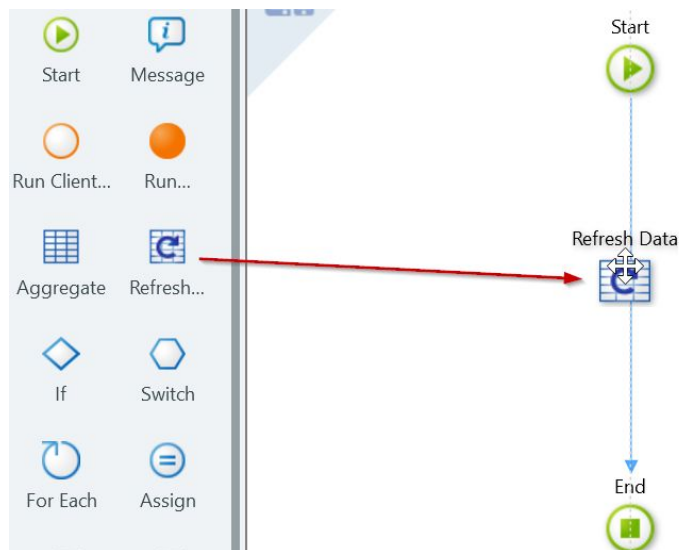 Start
Message
Run Client...
Run...
Aggregate
Refresh...
If
Switch
For Each
Assign
Start
Refresh Data
End